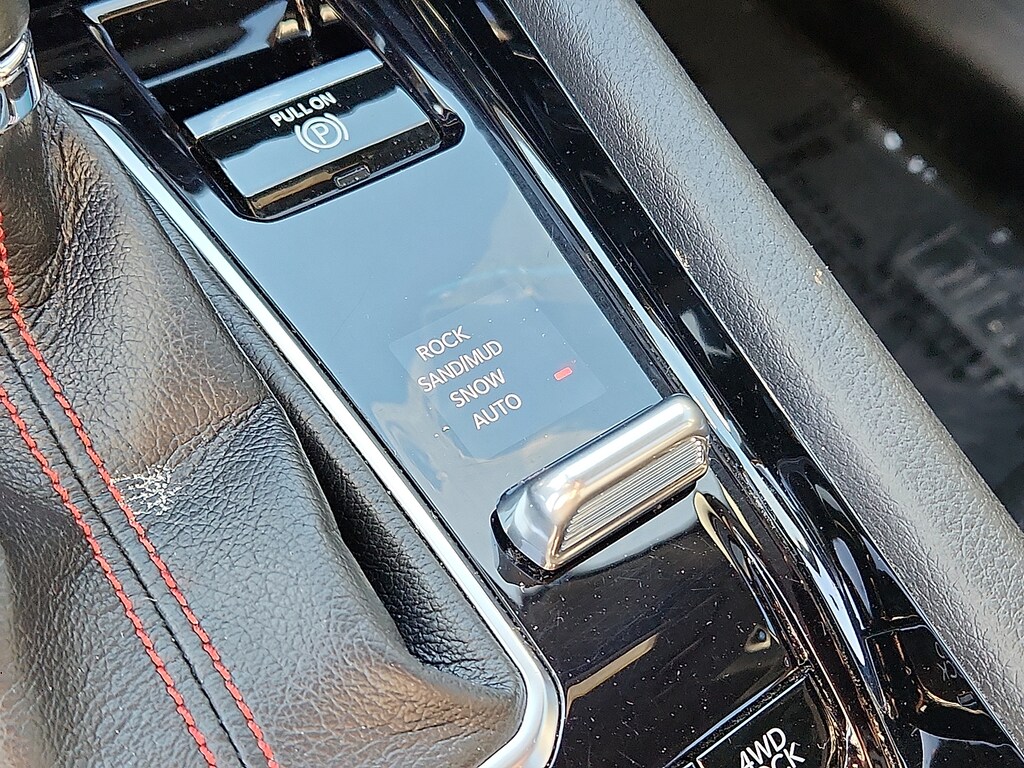 PULL ON
(P)
ROCK
SAND/MUD
SNOW
AUTO
4WD